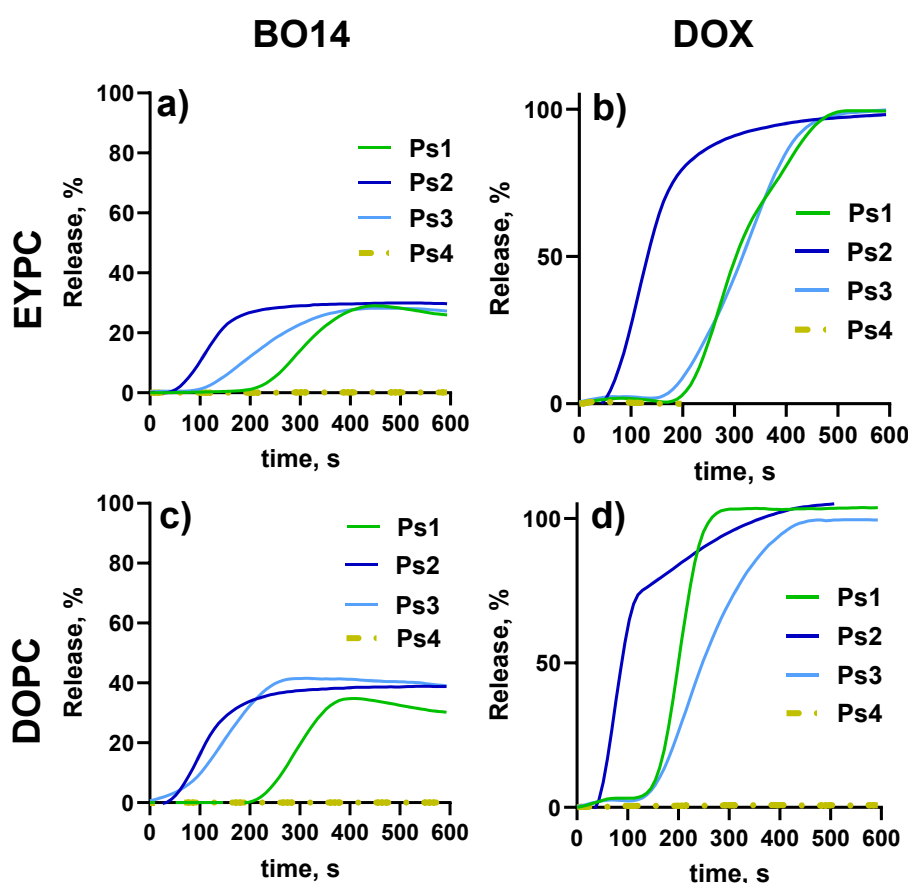 BO14
DOX
EYPC
DOPC
a)
Release, %
100
80
60
40
20
0
0 100 200 300 400 500 600
time, s
Ps1
Ps2
Ps3
Ps4
b)
Release, %
100
50
0
0 100 200 300 400 500 600
time, s
Ps1
Ps2
Ps3
Ps4
c)
Release, %
100
80
60
40
20
0
0 100 200 300 400 500 600
time, s
Ps1
Ps2
Ps3
Ps4
d)
Release, %
100
50
0
0 100 200 300 400 500 600
time, s
Ps1
Ps2
Ps3
Ps4